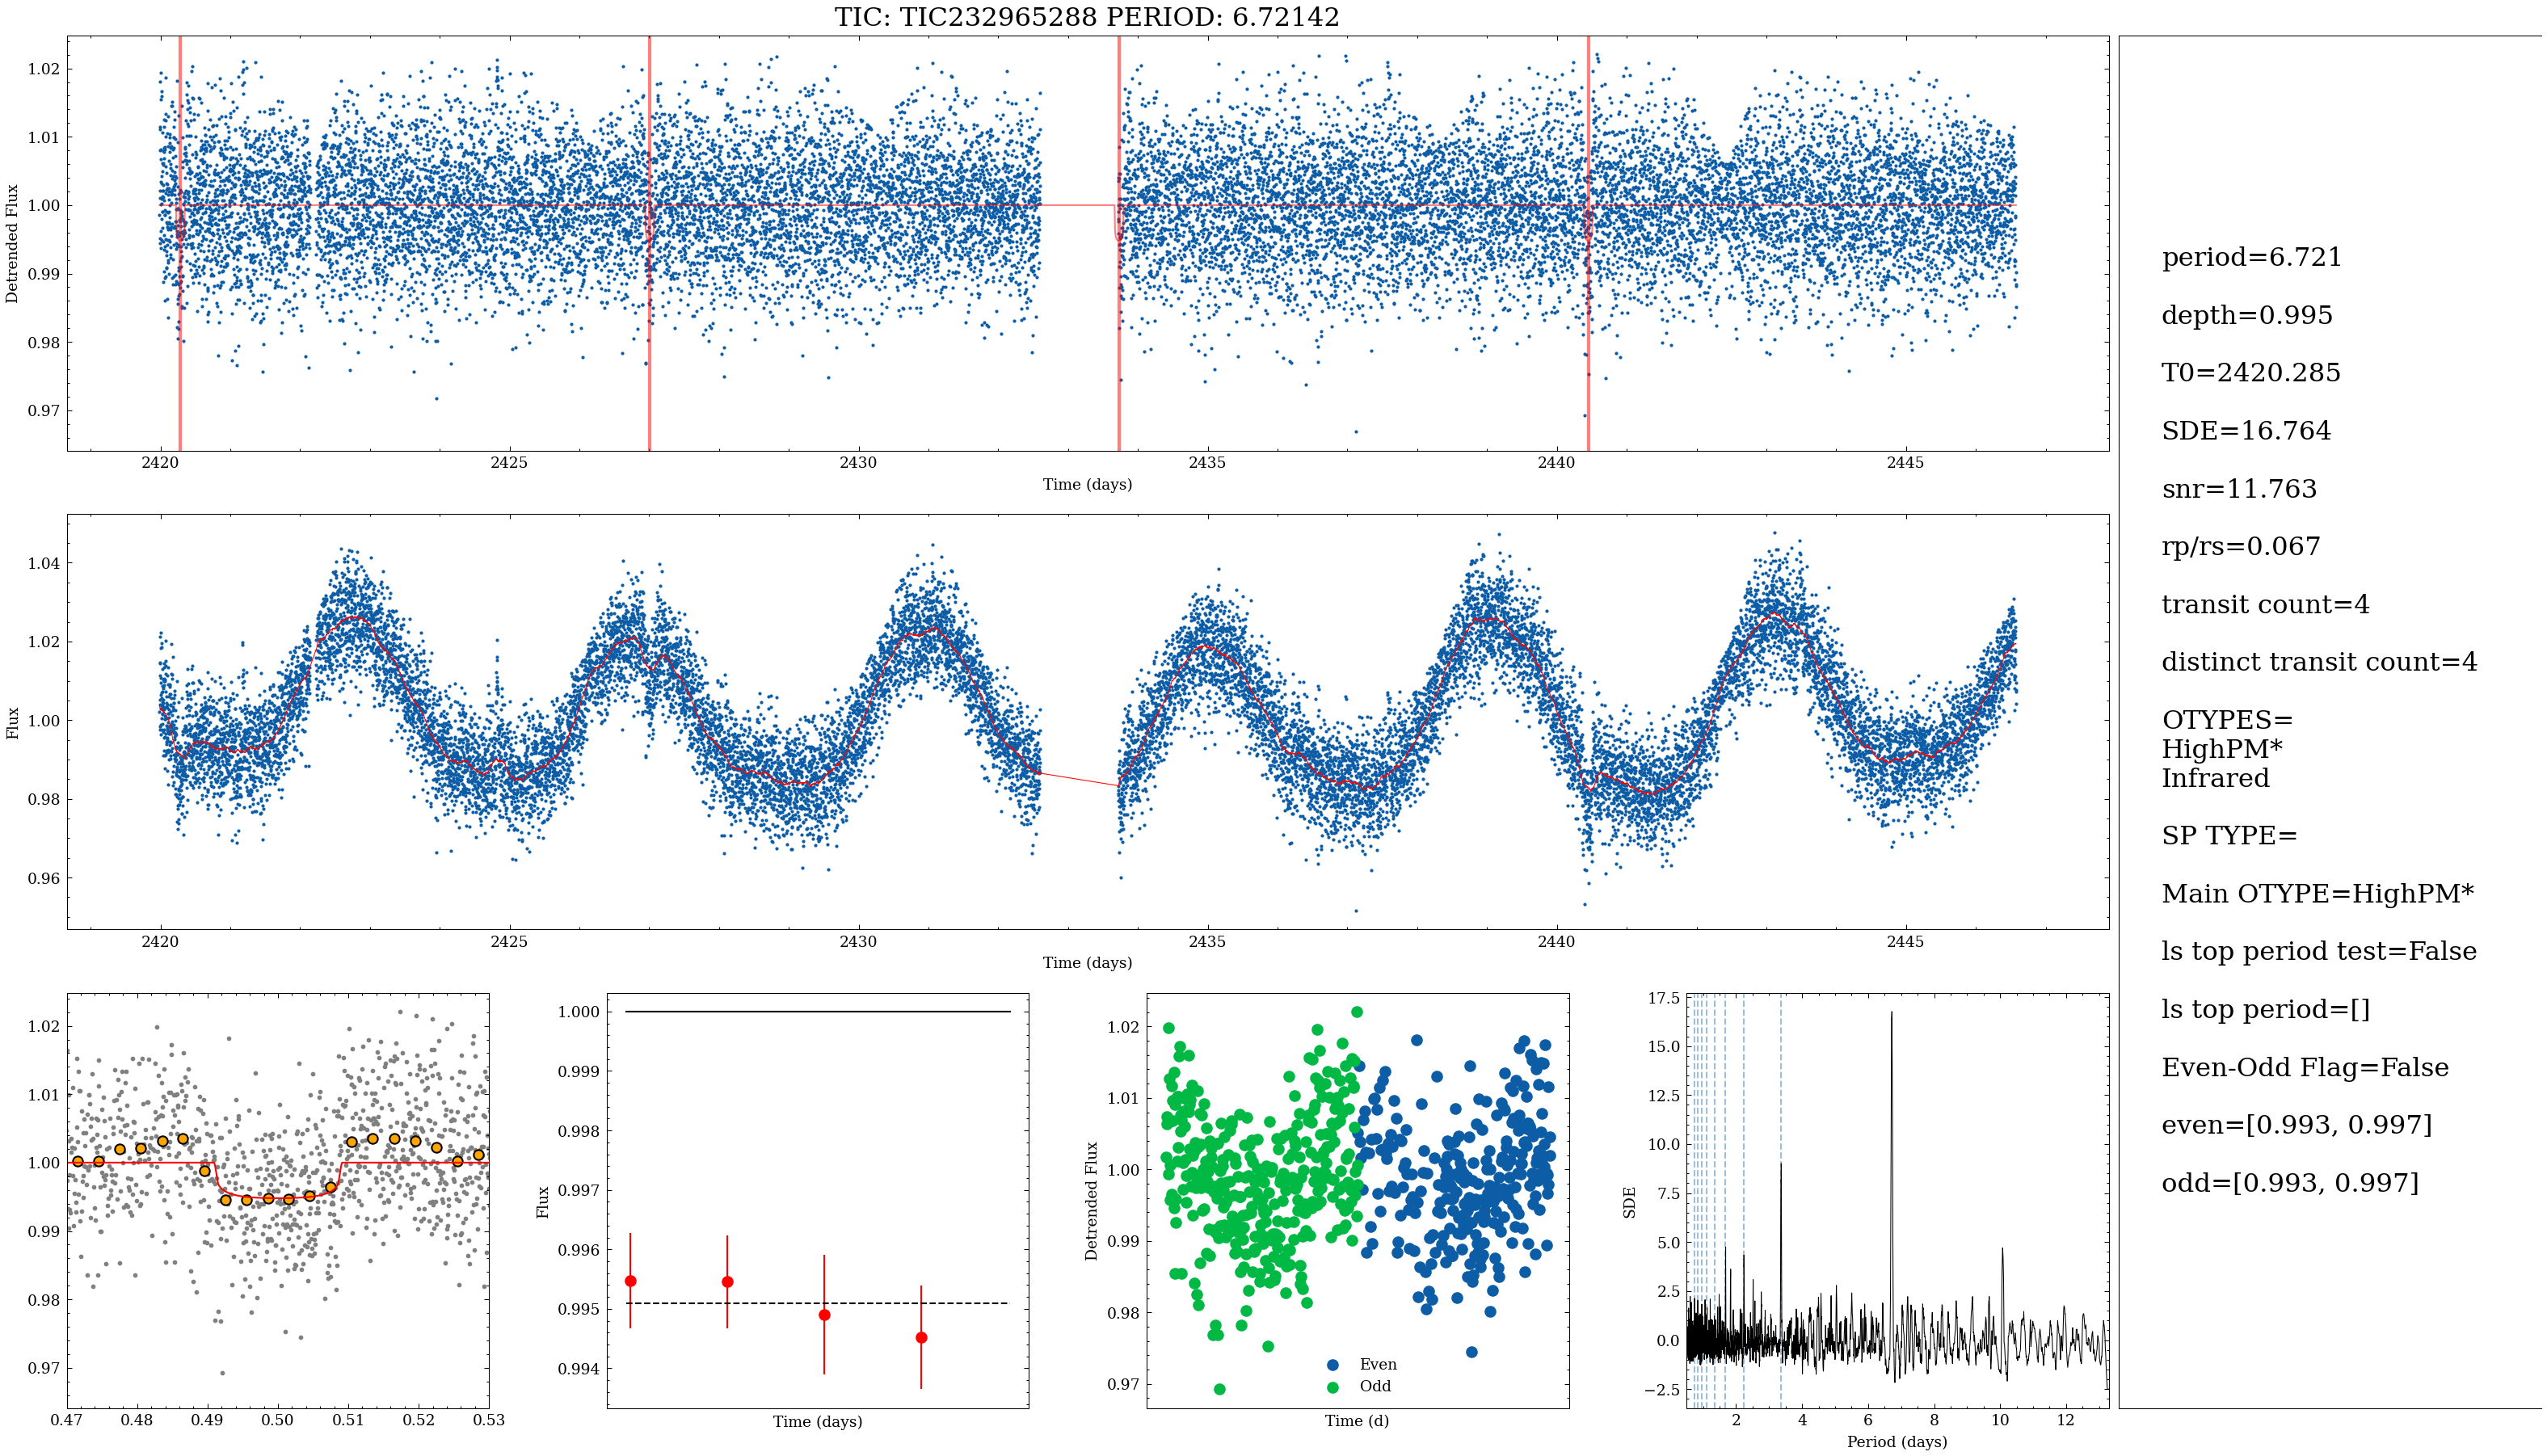 TIC: TIC232965288 PERIOD: 6.72142
1.02
1.01
1.00
0.99
0.98
0.97
Detrended Flux
2420
2425
2430
2435
2440
2445
Time (days)
1.04
1.02
1.00
0.98
0.96
Flux
2420
2425
2430
2435
2440
2445
Time (days)
1.02
1.01
1.00
0.99
0.98
0.97
0.47
0.48
0.49
0.50
0.51
0.52
0.53
1.000
0.999
0.998
0.997
0.996
0.995
0.994
Flux
Time (days)
1.02
1.01
1.00
0.99
0.98
0.97
Detrended Flux
Even
Odd
Time (d)
17.5
15.0
12.5
10.0
7.5
5.0
2.5
0.0
−2.5
SDE
2
4
6
8
10
12
Period (days)
period=6.721
depth=0.995
T0=2420.285
SDE=16.764
snr=11.763
rp/rs=0.067
transit count=4
distinct transit count=4
OTYPES=
HighPM*
Infrared
SP TYPE=
Main OTYPE=HighPM*
ls top period test=False
ls top period=[]
Even-Odd Flag=False
even=[0.993, 0.997]
odd=[0.993, 0.997]